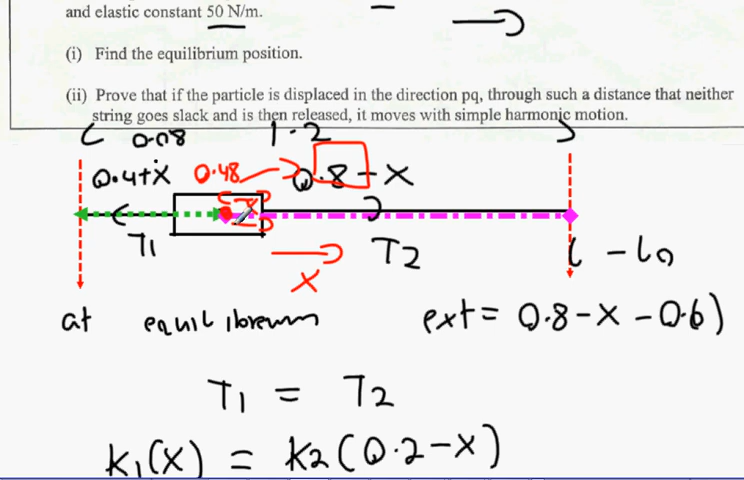 and elastic constant 50 N/m.
(i) Find the equilibrium position.
(ii) Prove that if the particle is displaced in the direction pq, through such a distance that neither
string goes slack and is then released, it moves with simple harmonic motion.
0.08 1.2
0.4+x 0.48 0.8-x
T1 T2 l-l0
x
at equilibrium ext= 0.8-x-0.6)
T1 = T2
K1(x) = K2(0.2-x)